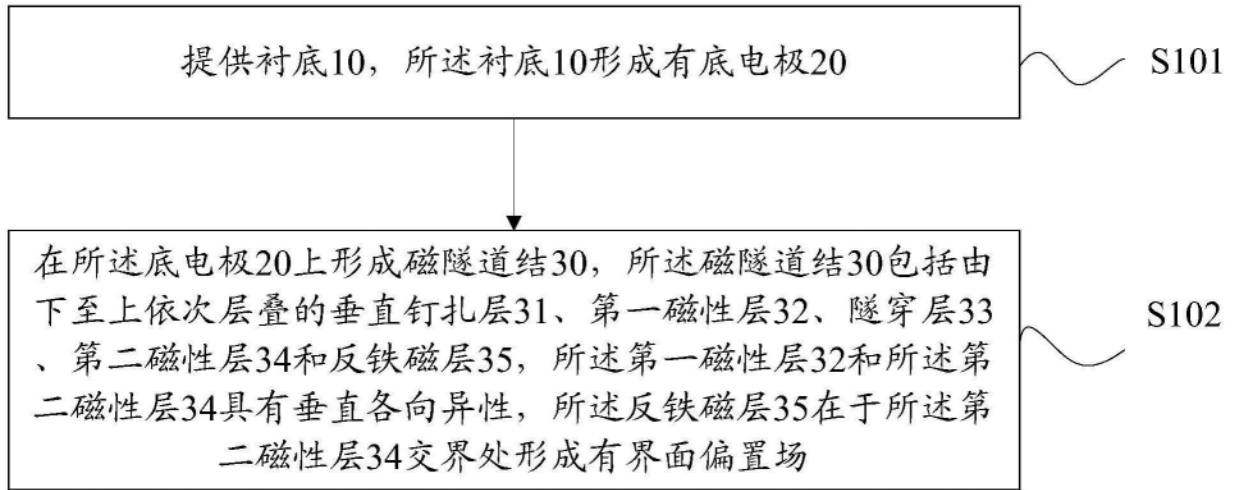 提供衬底10，所述衬底10形成有底电极20
S101
在所述底电极20上形成磁隧道结30，所述磁隧道结30包括由
下至上依次层叠的垂直钉扎层31、第一磁性层32、隧穿层33
、第二磁性层34和反铁磁层35，所述第一磁性层32和所述第
二磁性层34具有垂直各向异性，所述反铁磁层35在于所述第
二磁性层34交界处形成有界面偏置场
S102